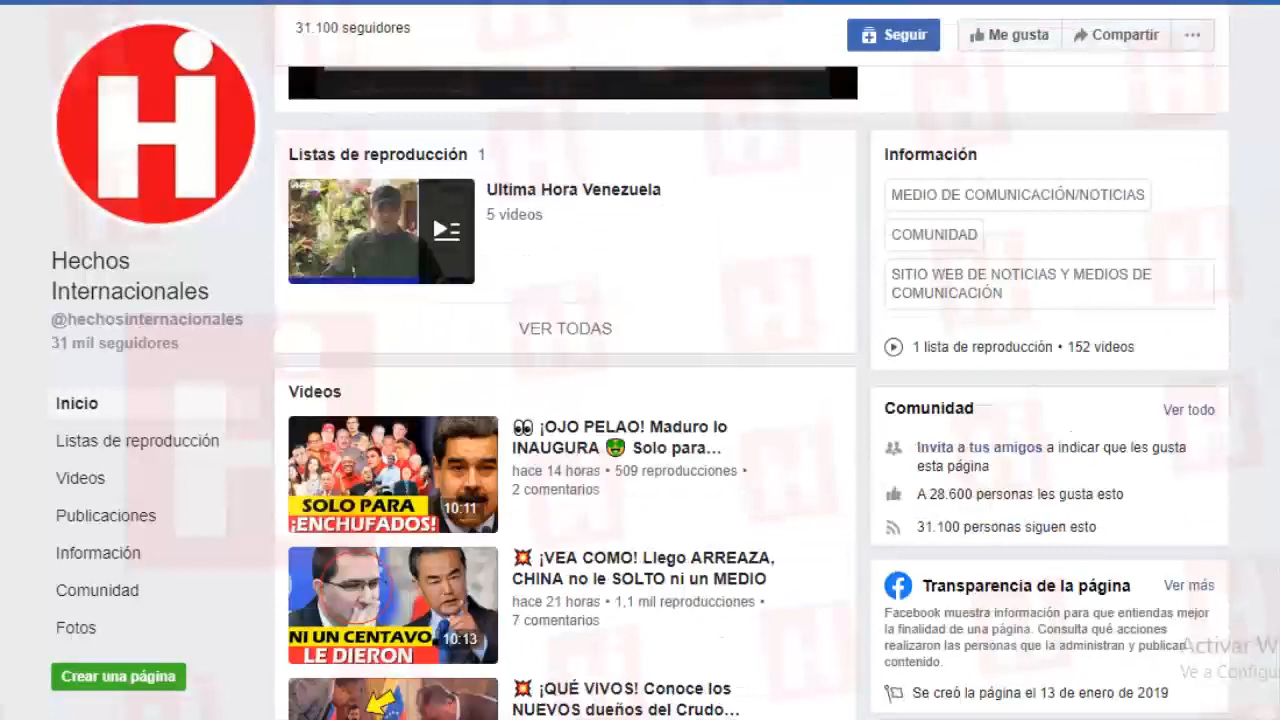 31.100 seguidores
Seguir
Me gusta
Compartir
Hi
Hechos
Internacionales
@hechosinternacionales
31 mil seguidores
Inicio
Listas de reproducción
Videos
Publicaciones
Información
Comunidad
Fotos
Crear una página
Listas de reproducción 1
Ultima Hora Venezuela
5 videos
VER TODAS
Videos
SOLO PARA
¡ENCHUFADOS!
10:11
👀 ¡OJO PELAO! Maduro lo
INAUGURA 🤑 Solo para...
hace 14 horas • 509 reproducciones •
2 comentarios
NI UN CENTAVO
LE DIERON
10:13
💥 ¡VEA COMO! Llego ARREAZA,
CHINA no le SOLTO ni un MEDIO
hace 21 horas • 1,1 mil reproducciones •
7 comentarios
💥 ¡QUÉ VIVOS! Conoce los
NUEVOS dueños del Crudo...
Información
MEDIO DE COMUNICACIÓN/NOTICIAS
COMUNIDAD
SITIO WEB DE NOTICIAS Y MEDIOS DE
COMUNICACIÓN
1 lista de reproducción • 152 videos
Comunidad
Ver todo
Invita a tus amigos a indicar que les gusta
esta página
A 28.600 personas les gusta esto
31.100 personas siguen esto
Transparencia de la página
Ver más
Facebook muestra información para que entiendas mejor
la finalidad de una página. Consulta qué acciones
realizaron las personas que la administran y publican
contenido.
Se creó la página el 13 de enero de 2019
Activar W
Ve a Configu